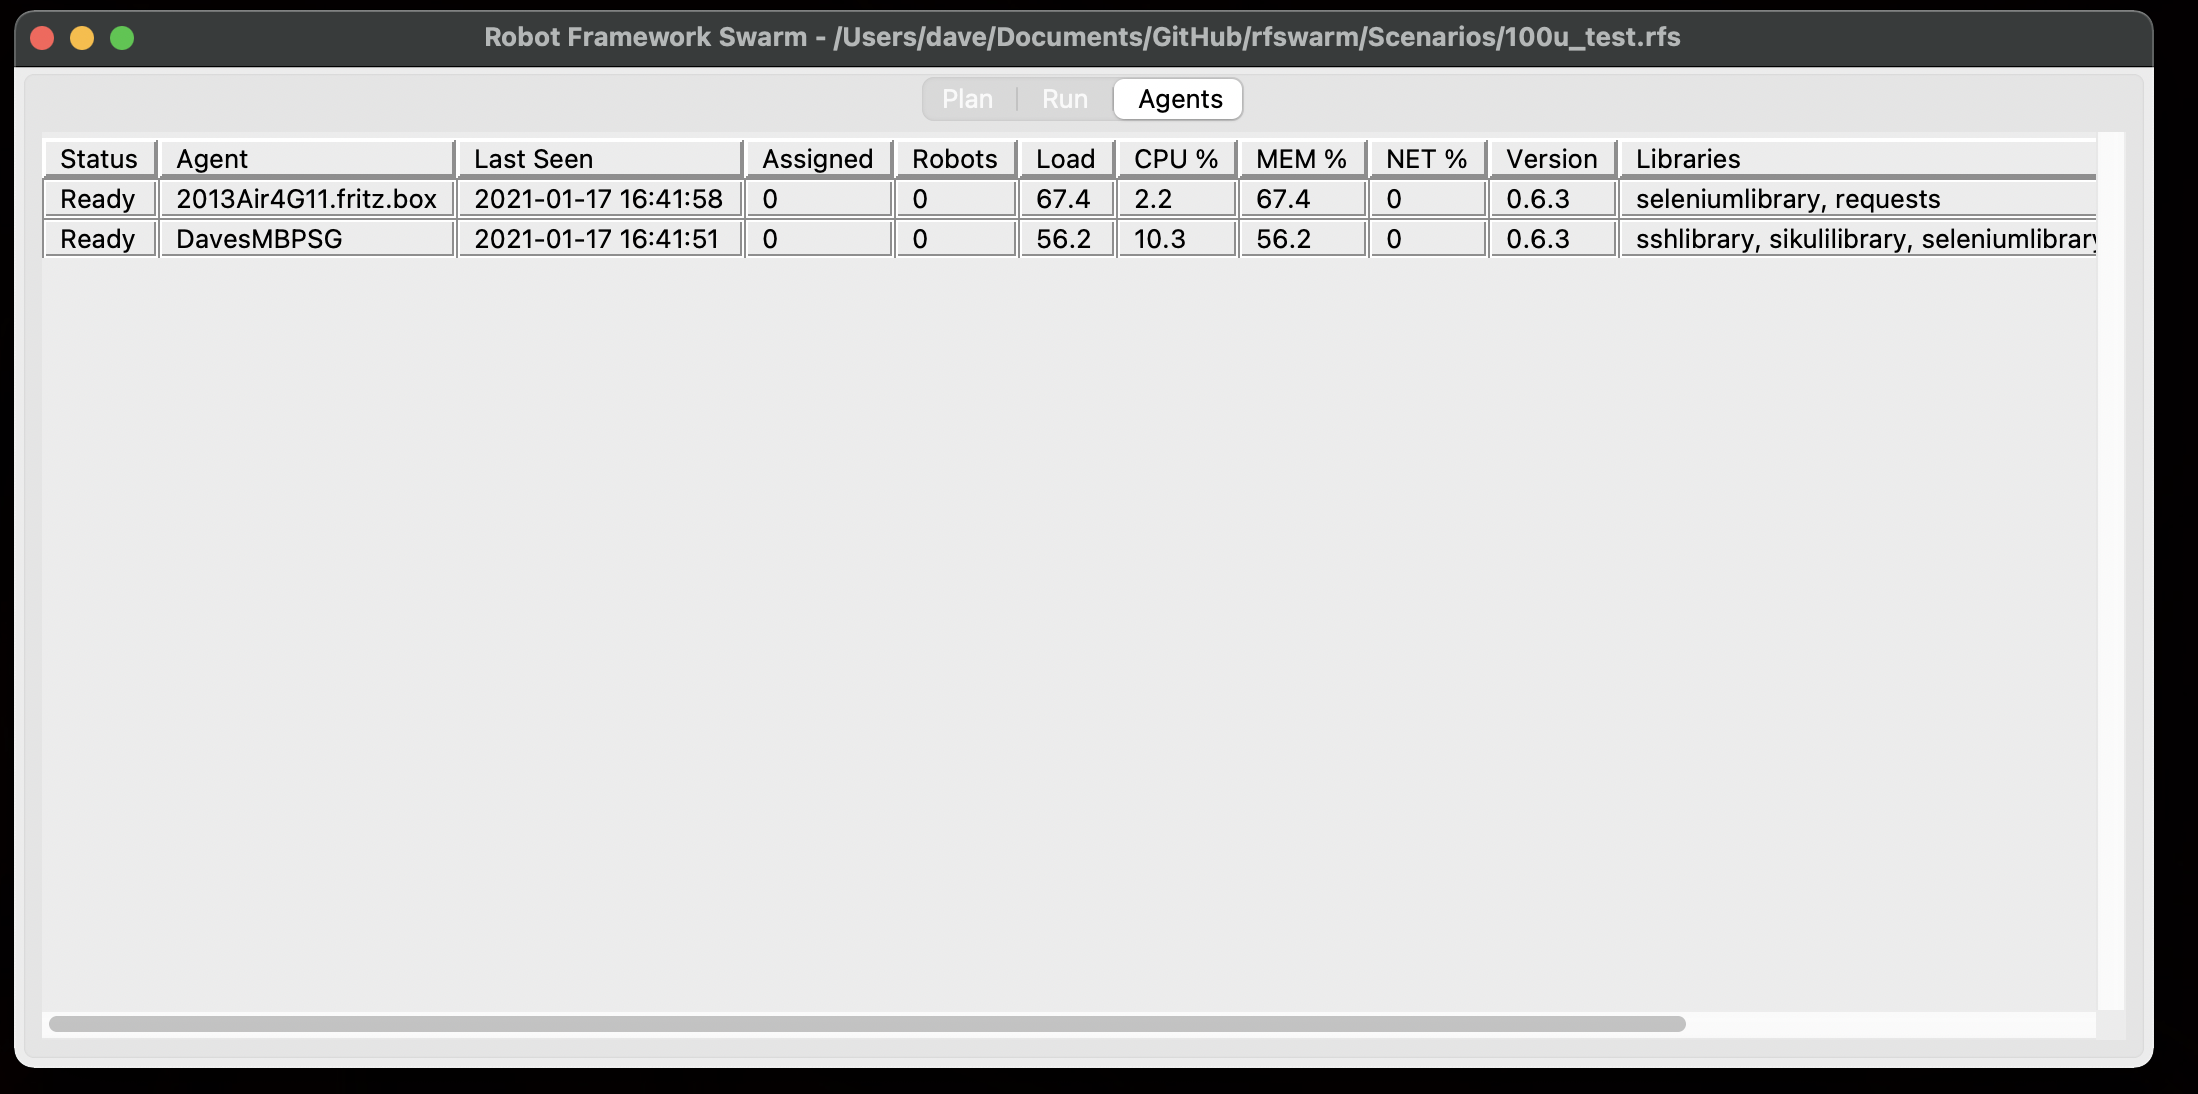 Robot Framework Swarm - /Users/dave/Documents/GitHub/rfswarm/Scenarios/100u_test.rfs
Plan Run Agents
Status Agent Last Seen Assigned Robots Load CPU % MEM % NET % Version Libraries
Ready 2013Air4G11.fritz.box 2021-01-17 16:41:58 0 0 67.4 2.2 67.4 0 0.6.3 seleniumlibrary, requests
Ready DavesMBPSG 2021-01-17 16:41:51 0 0 56.2 10.3 56.2 0 0.6.3 sshlibrary, sikulilibrary, seleniumlibrary